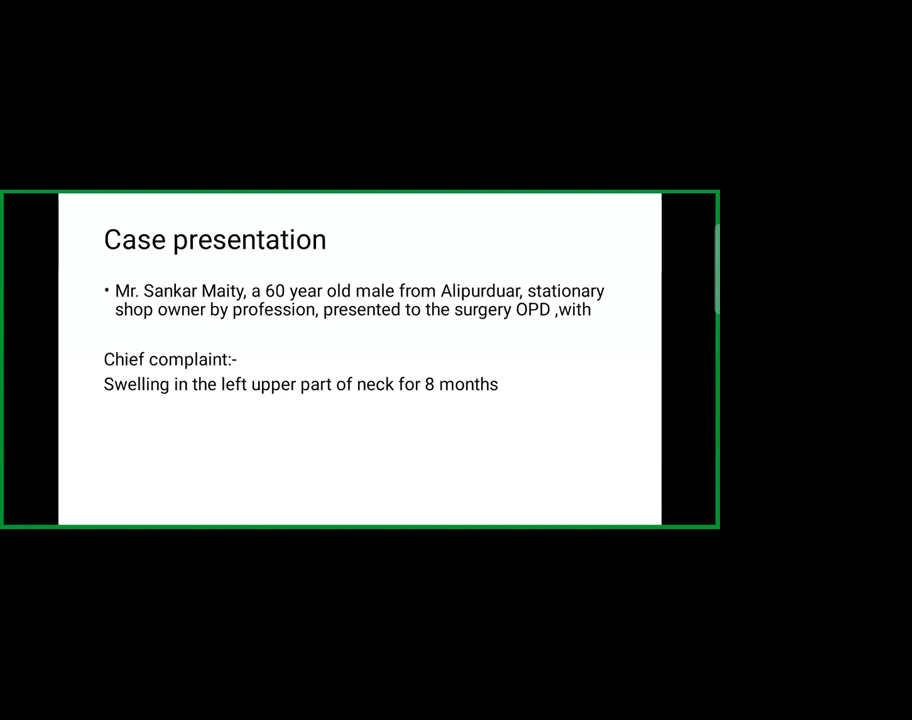 Case presentation
• Mr. Sankar Maity, a 60 year old male from Alipurduar, stationary
shop owner by profession, presented to the surgery OPD ,with
Chief complaint:-
Swelling in the left upper part of neck for 8 months